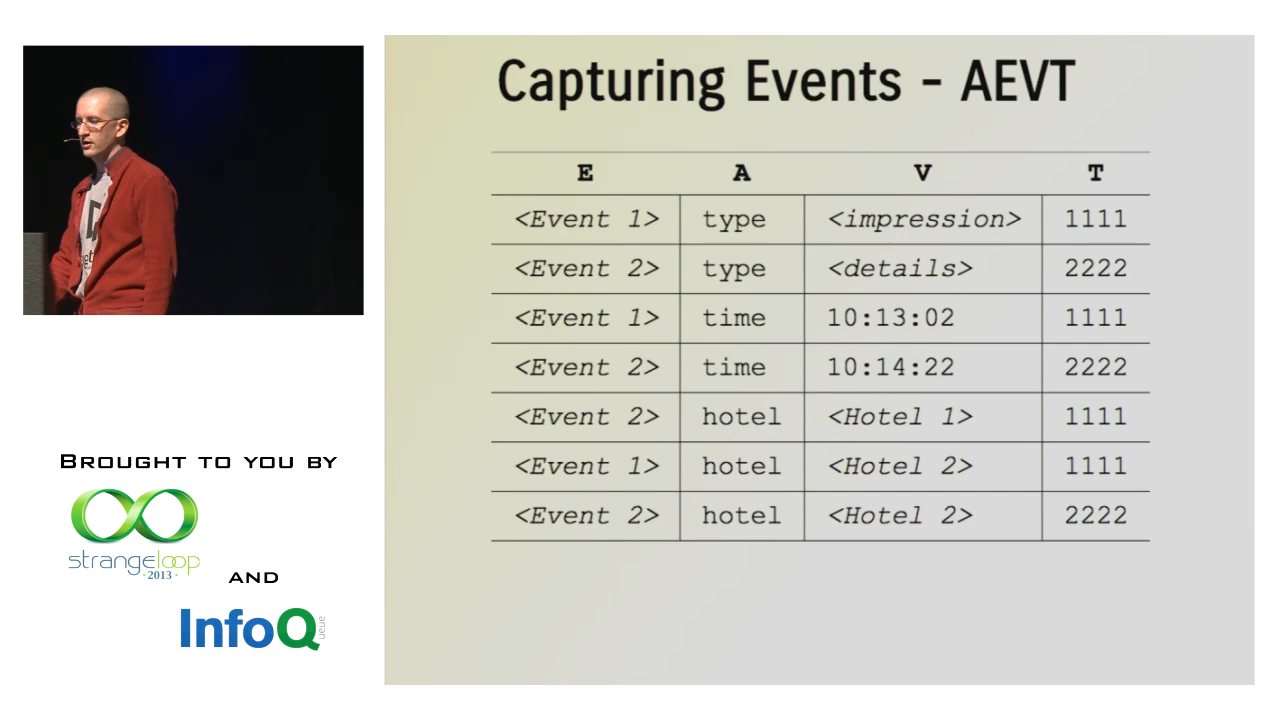 Capturing Events - AEVT
E A V T
<Event 1> type <impression> 1111
<Event 2> type <details> 2222
<Event 1> time 10:13:02 1111
<Event 2> time 10:14:22 2222
<Event 2> hotel <Hotel 1> 1111
<Event 1> hotel <Hotel 2> 1111
<Event 2> hotel <Hotel 2> 2222
BROUGHT TO YOU BY
strangeloop
·2013·
AND
InfoQ